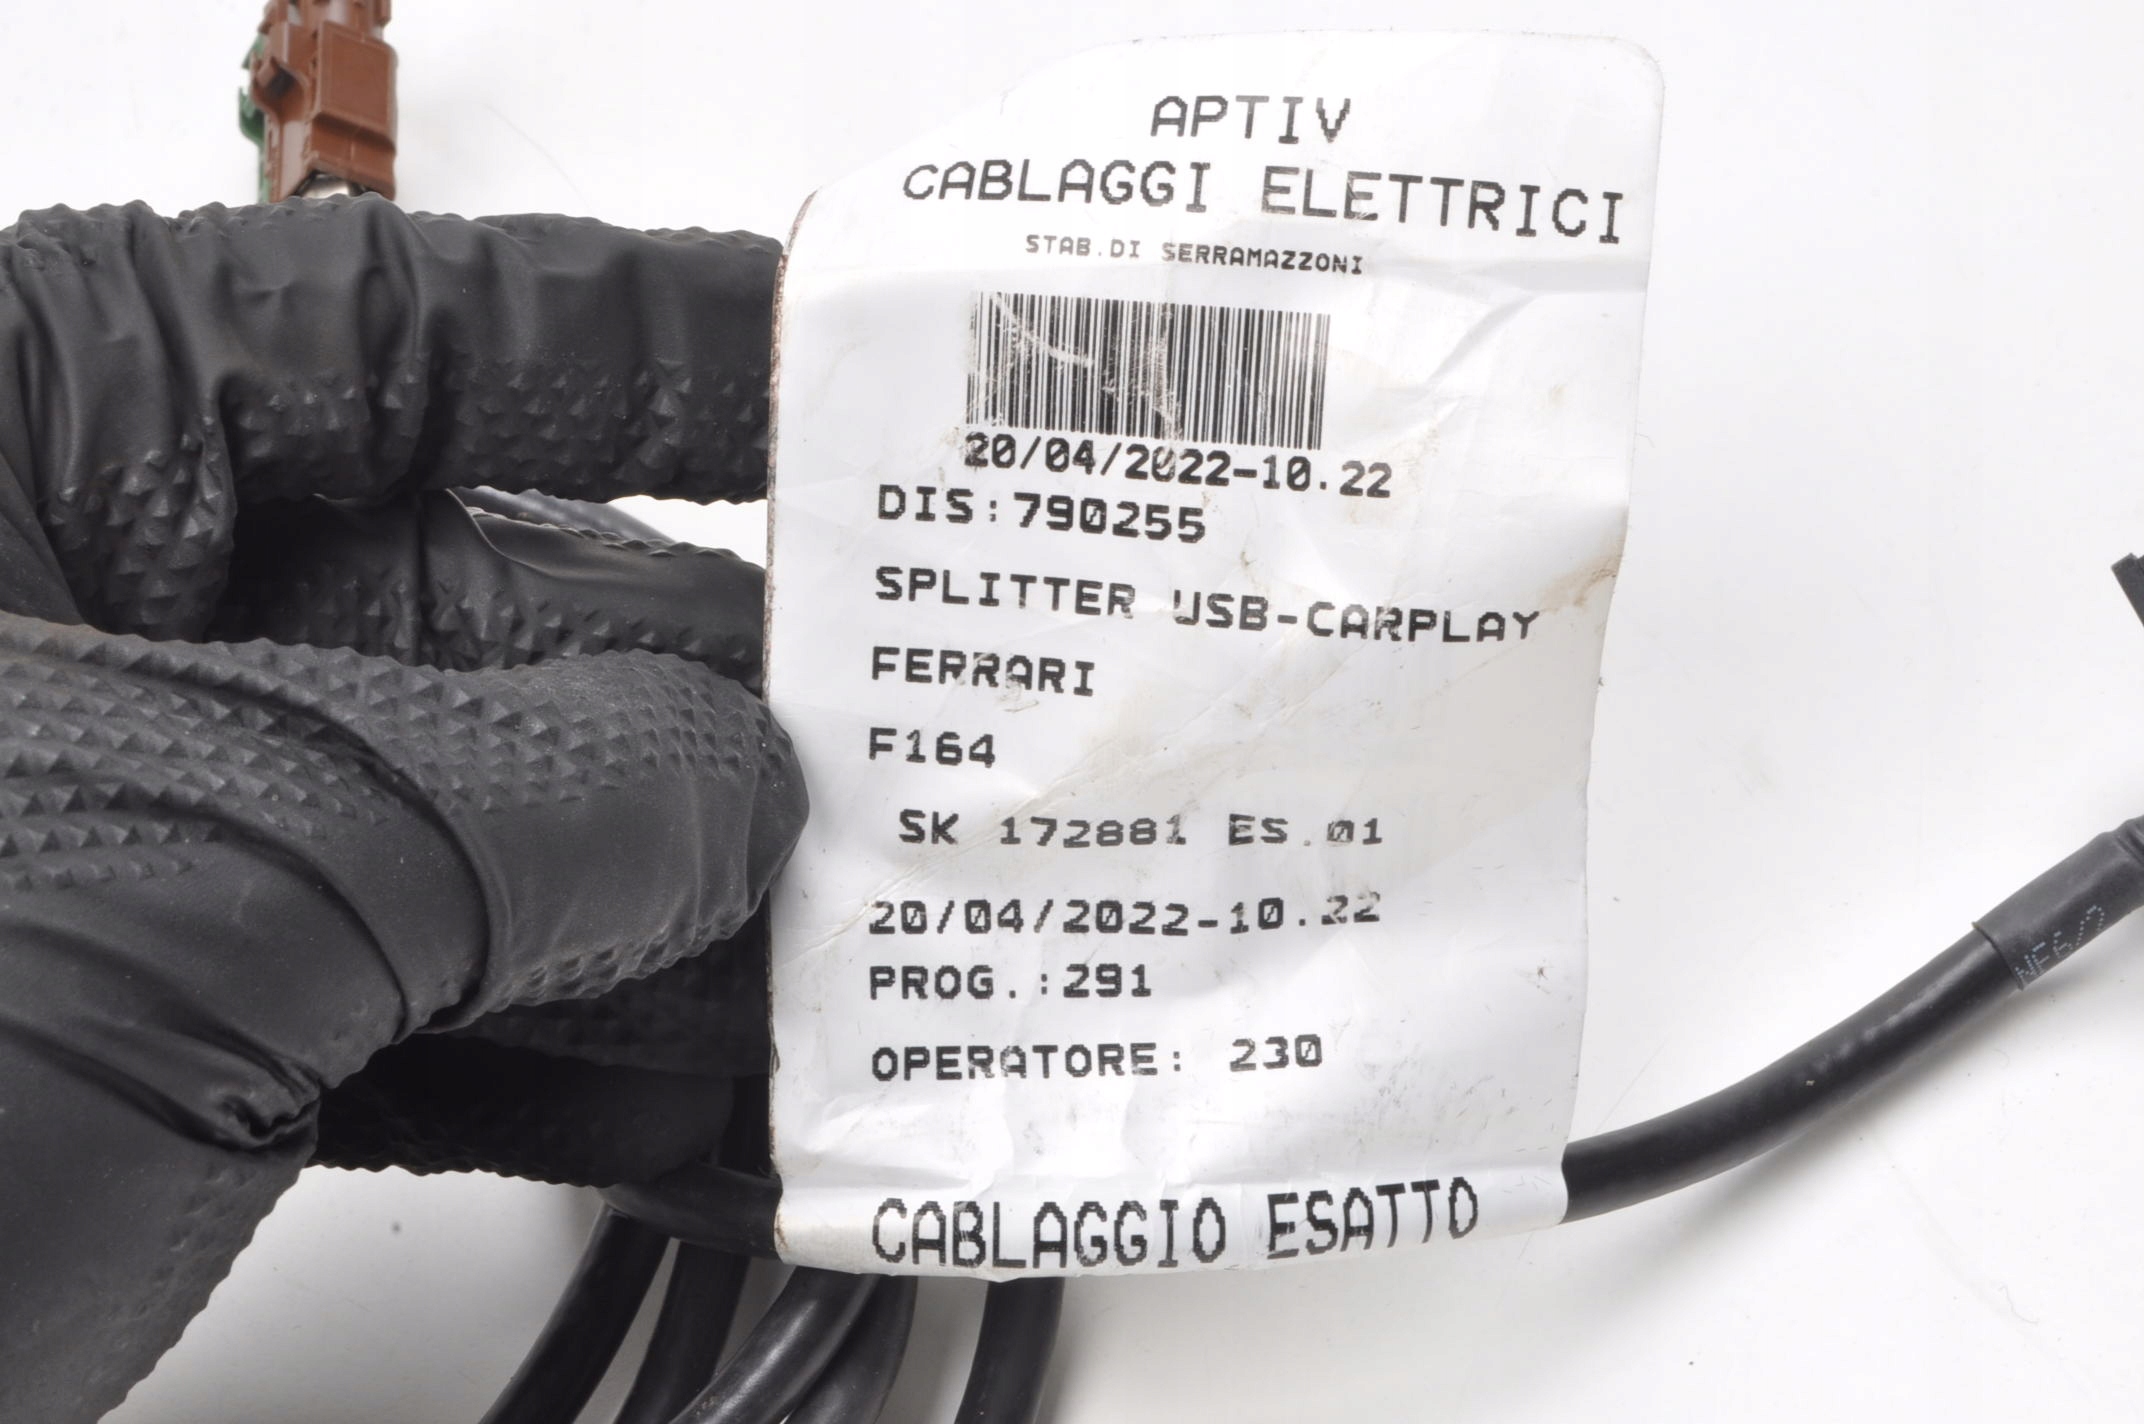 APTIV
CABLAGGI ELETTRICI
STAB.DI SERRAMAZZONI
20/04/2022-10.22
DIS:790255
SPLITTER USB-CARPLAY
FERRARI
F164
SK 172881 ES.01
20/04/2022-10.22
PROG.:291
OPERATORE: 230
CABLAGGIO ESATTO